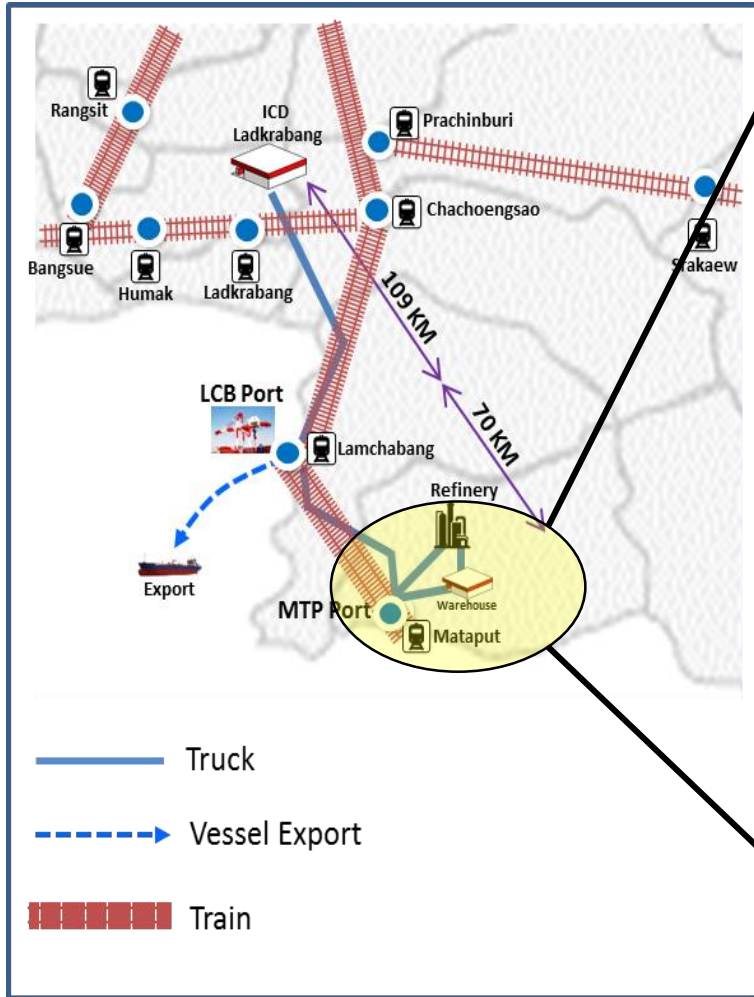 Rangsit
ICD
Ladkrabang
Prachinburi
Chachoengsao
Bangsue
Humak
Ladkrabang
Srakaew
109 KM
LCB Port
70 KM
Lamchabang
Refinery
Export
Warehouse
MTP Port
Mataput
Truck
Vessel Export
Train